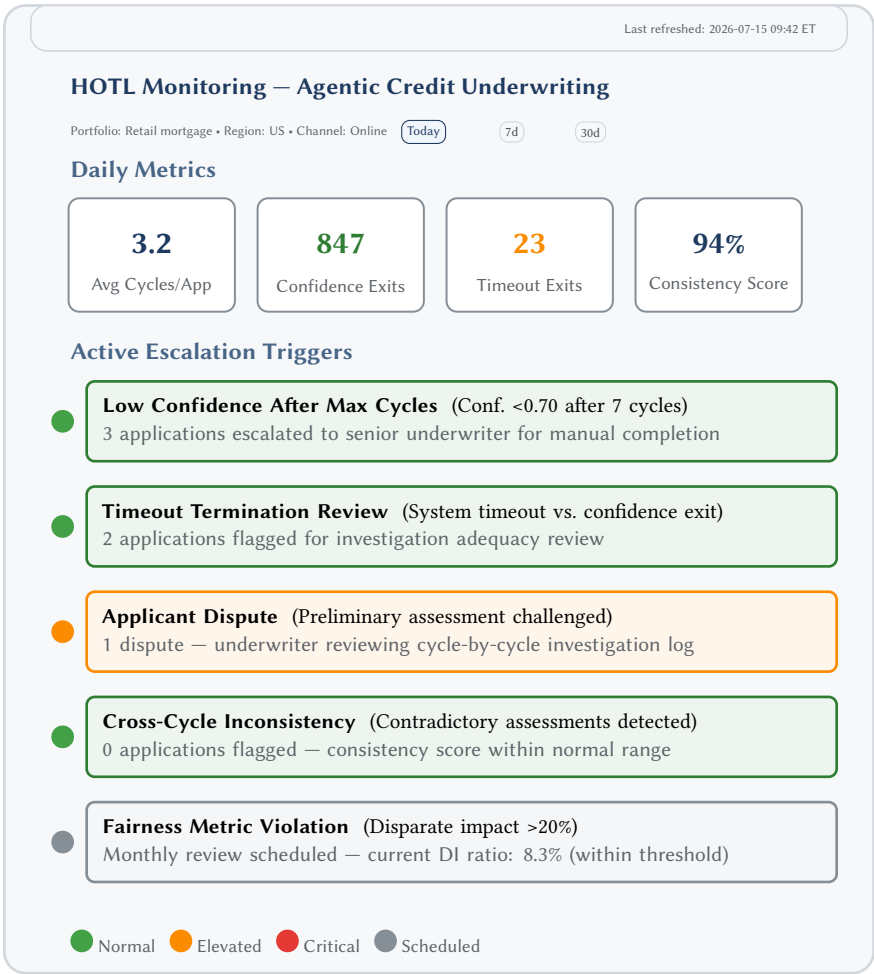 Last refreshed: 2026-07-15 09:42 ET
HOTL Monitoring — Agentic Credit Underwriting
Portfolio: Retail mortgage • Region: US • Channel: Online Today 7d 30d
Daily Metrics
3.2
Avg Cycles/App
847
Confidence Exits
23
Timeout Exits
94%
Consistency Score
Active Escalation Triggers
Low Confidence After Max Cycles (Conf. <0.70 after 7 cycles)
3 applications escalated to senior underwriter for manual completion
Timeout Termination Review (System timeout vs. confidence exit)
2 applications flagged for investigation adequacy review
Applicant Dispute (Preliminary assessment challenged)
1 dispute — underwriter reviewing cycle-by-cycle investigation log
Cross-Cycle Inconsistency (Contradictory assessments detected)
0 applications flagged — consistency score within normal range
Fairness Metric Violation (Disparate impact >20%)
Monthly review scheduled — current DI ratio: 8.3% (within threshold)
Normal Elevated Critical Scheduled